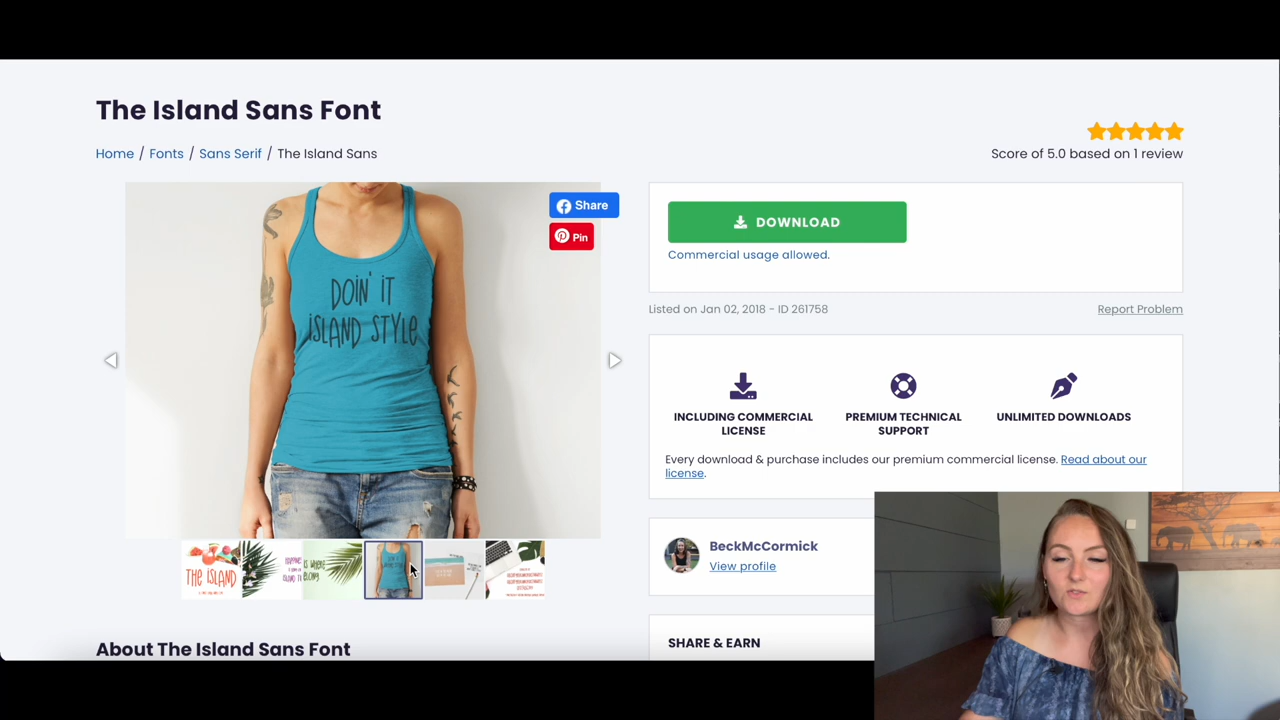 The Island Sans Font
Home / Fonts / Sans Serif / The Island Sans
Score of 5.0 based on 1 review
Share
Pin
DOIN' IT
ISLAND STYLE
DOWNLOAD
Commercial usage allowed.
Listed on Jan 02, 2018 - ID 261758
Report Problem
INCLUDING COMMERCIAL
LICENSE
PREMIUM TECHNICAL
SUPPORT
UNLIMITED DOWNLOADS
Every download & purchase includes our premium commercial license. Read about our
license.
THE ISLAND
BeckMcCormick
View profile
SHARE & EARN
About The Island Sans Font